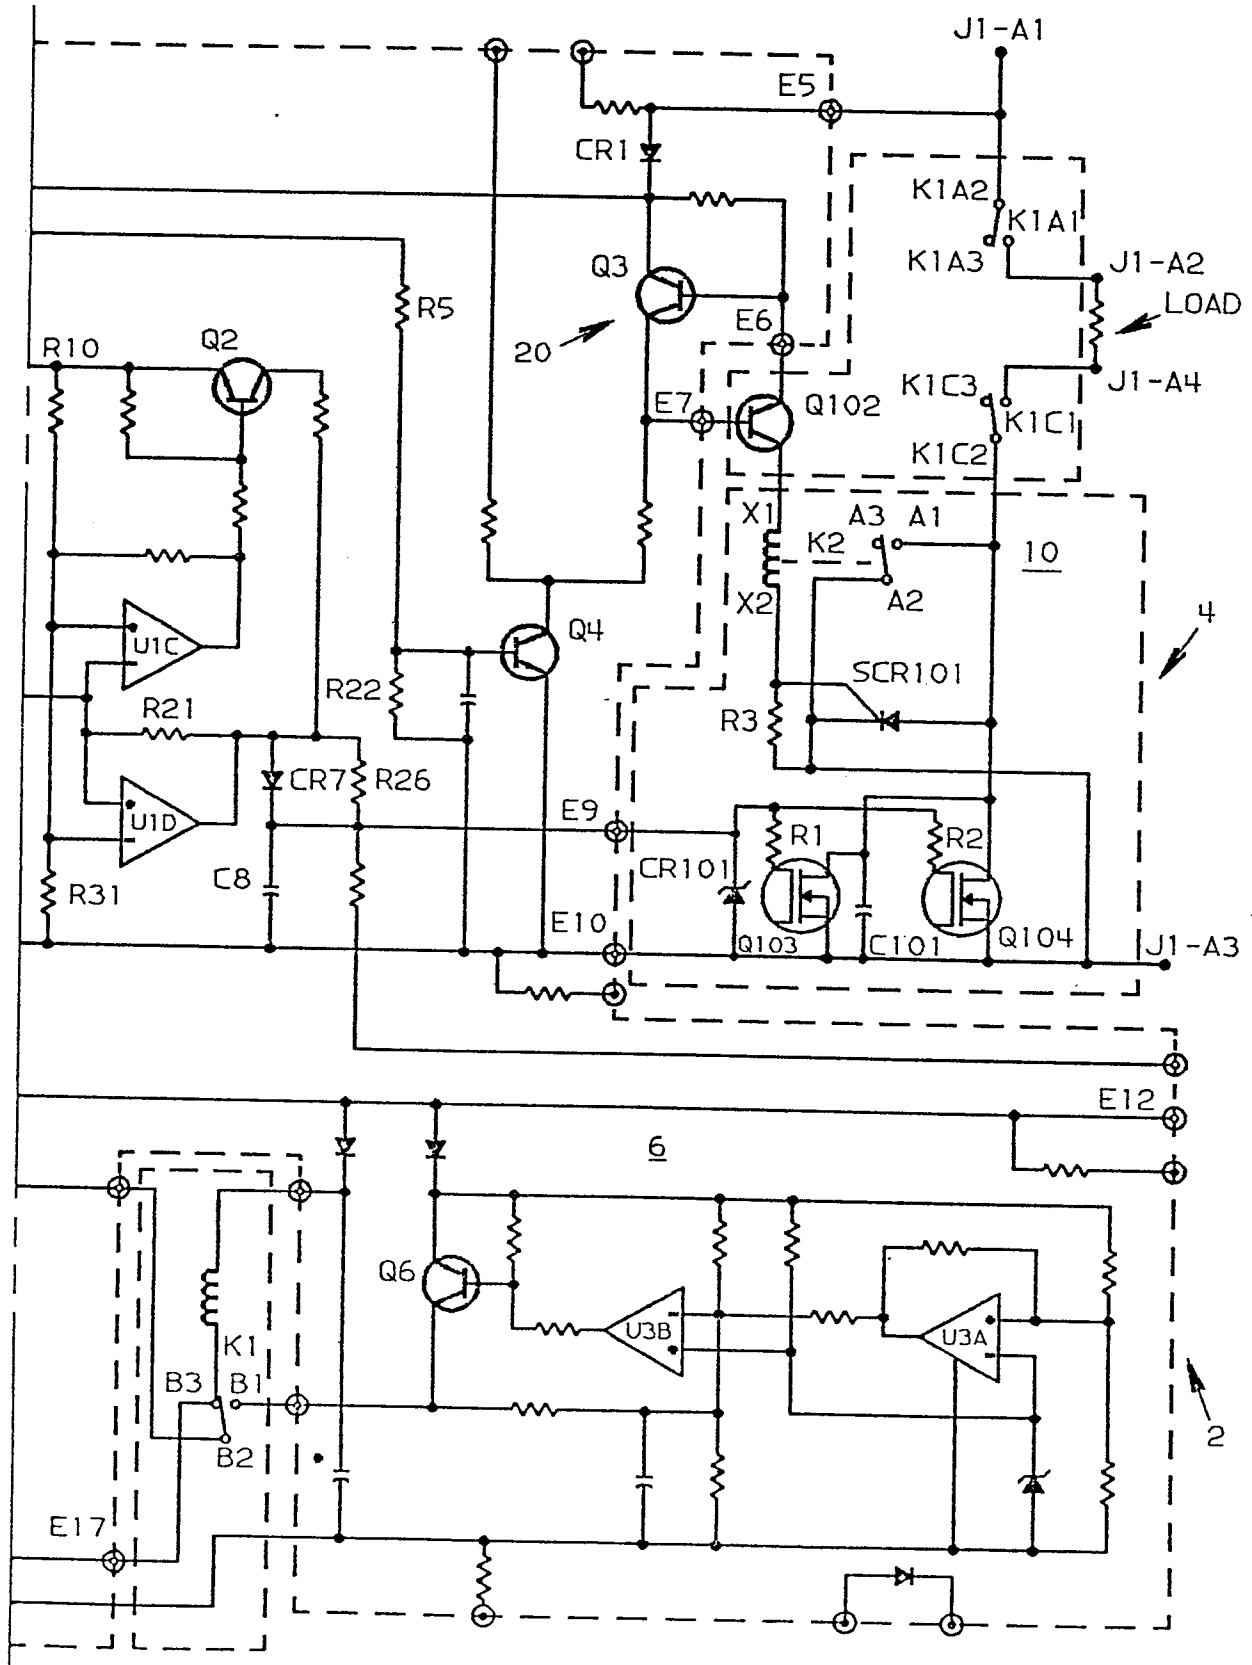 J1-A1
E5
CR1
K1A2
K1A1
K1A3
J1-A2
Q3
R5
LOAD
E6
20
Q2
R10
J1-A4
K1C3
E7
Q102
K1C1
K1C2
X1
A3
A1
K2
10
X2
A2
4
Q4
U1C
R22
SCR101
R21
R3
CR7
R26
E9
U1D
R1
R2
CR101
C8
R31
E10
Q103
C101
Q104
J1-A3
E12
6
Q6
U3B
U3A
K1
B3
B1
B2
2
E17